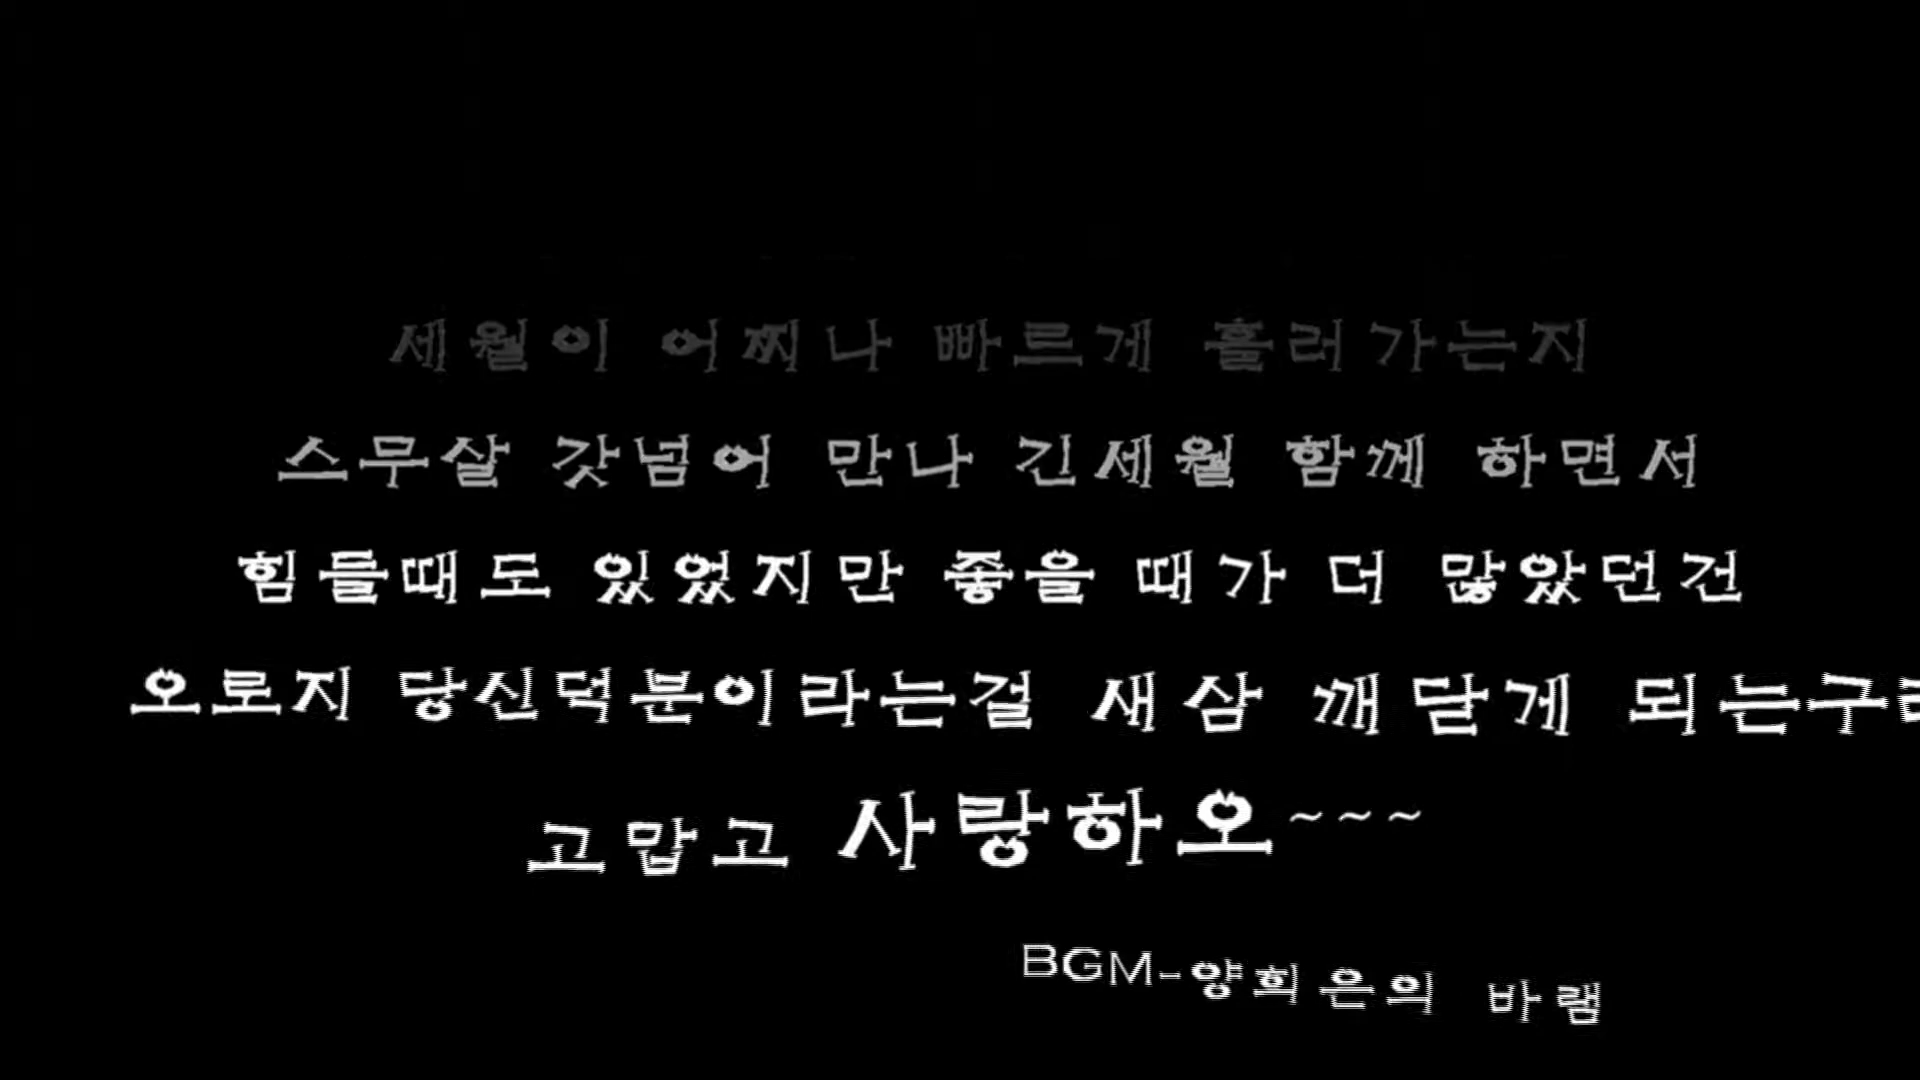 세월이 어찌나 빠르게 흘러가는지
스무살 갓넘어 만나 긴세월 함께 하면서
힘들때도 있었지만 좋을 때가 더 많았던건
오로지 당신덕분이라는걸 새삼 깨닫게 되는구려
고맙고 사랑하오~~~
BGM-양희은의 바램